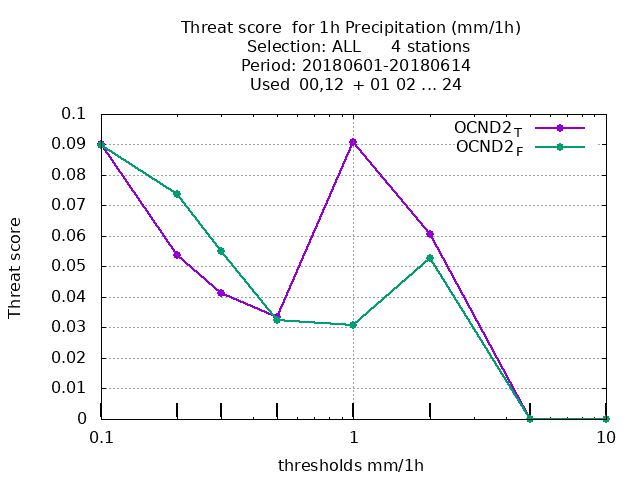 Threat score  for 1h Precipitation (mm/1h)
Selection: ALL      4 stations
Period: 20180601-20180614
Used  00,12  + 01 02 ... 24
OCND2_T
OCND2_F
0.1
0.09
0.08
0.07
0.06
0.05
0.04
0.03
0.02
0.01
0
Threat score
0.1 1 10
thresholds mm/1h